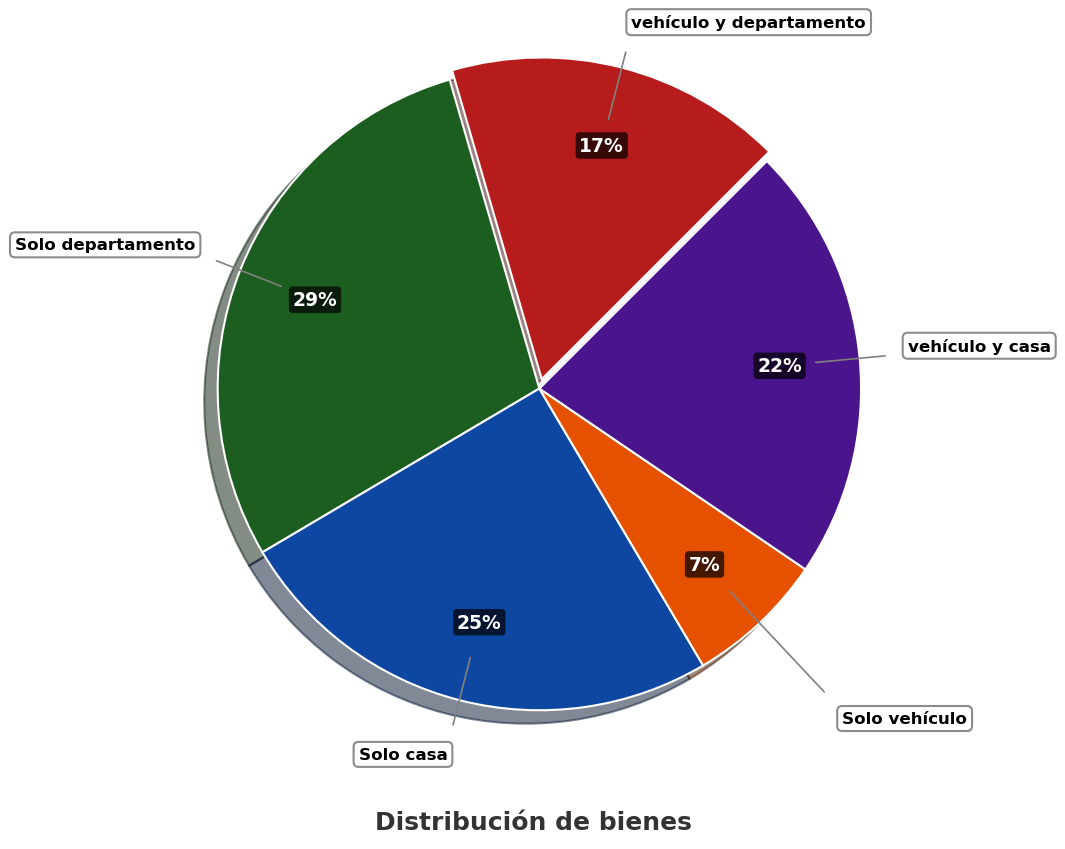 vehículo y departamento
17%
Solo departamento
29%
vehículo y casa
22%
7%
25%
Solo vehículo
Solo casa
Distribución de bienes